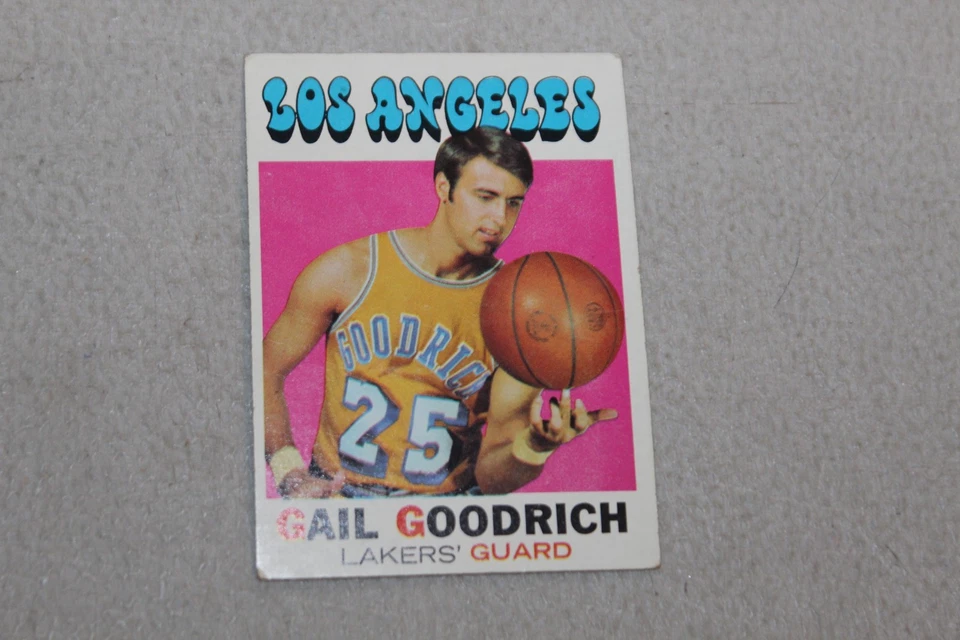 LOS ANGELES
GOODRICH
25
GAIL GOODRICH
LAKERS' GUARD